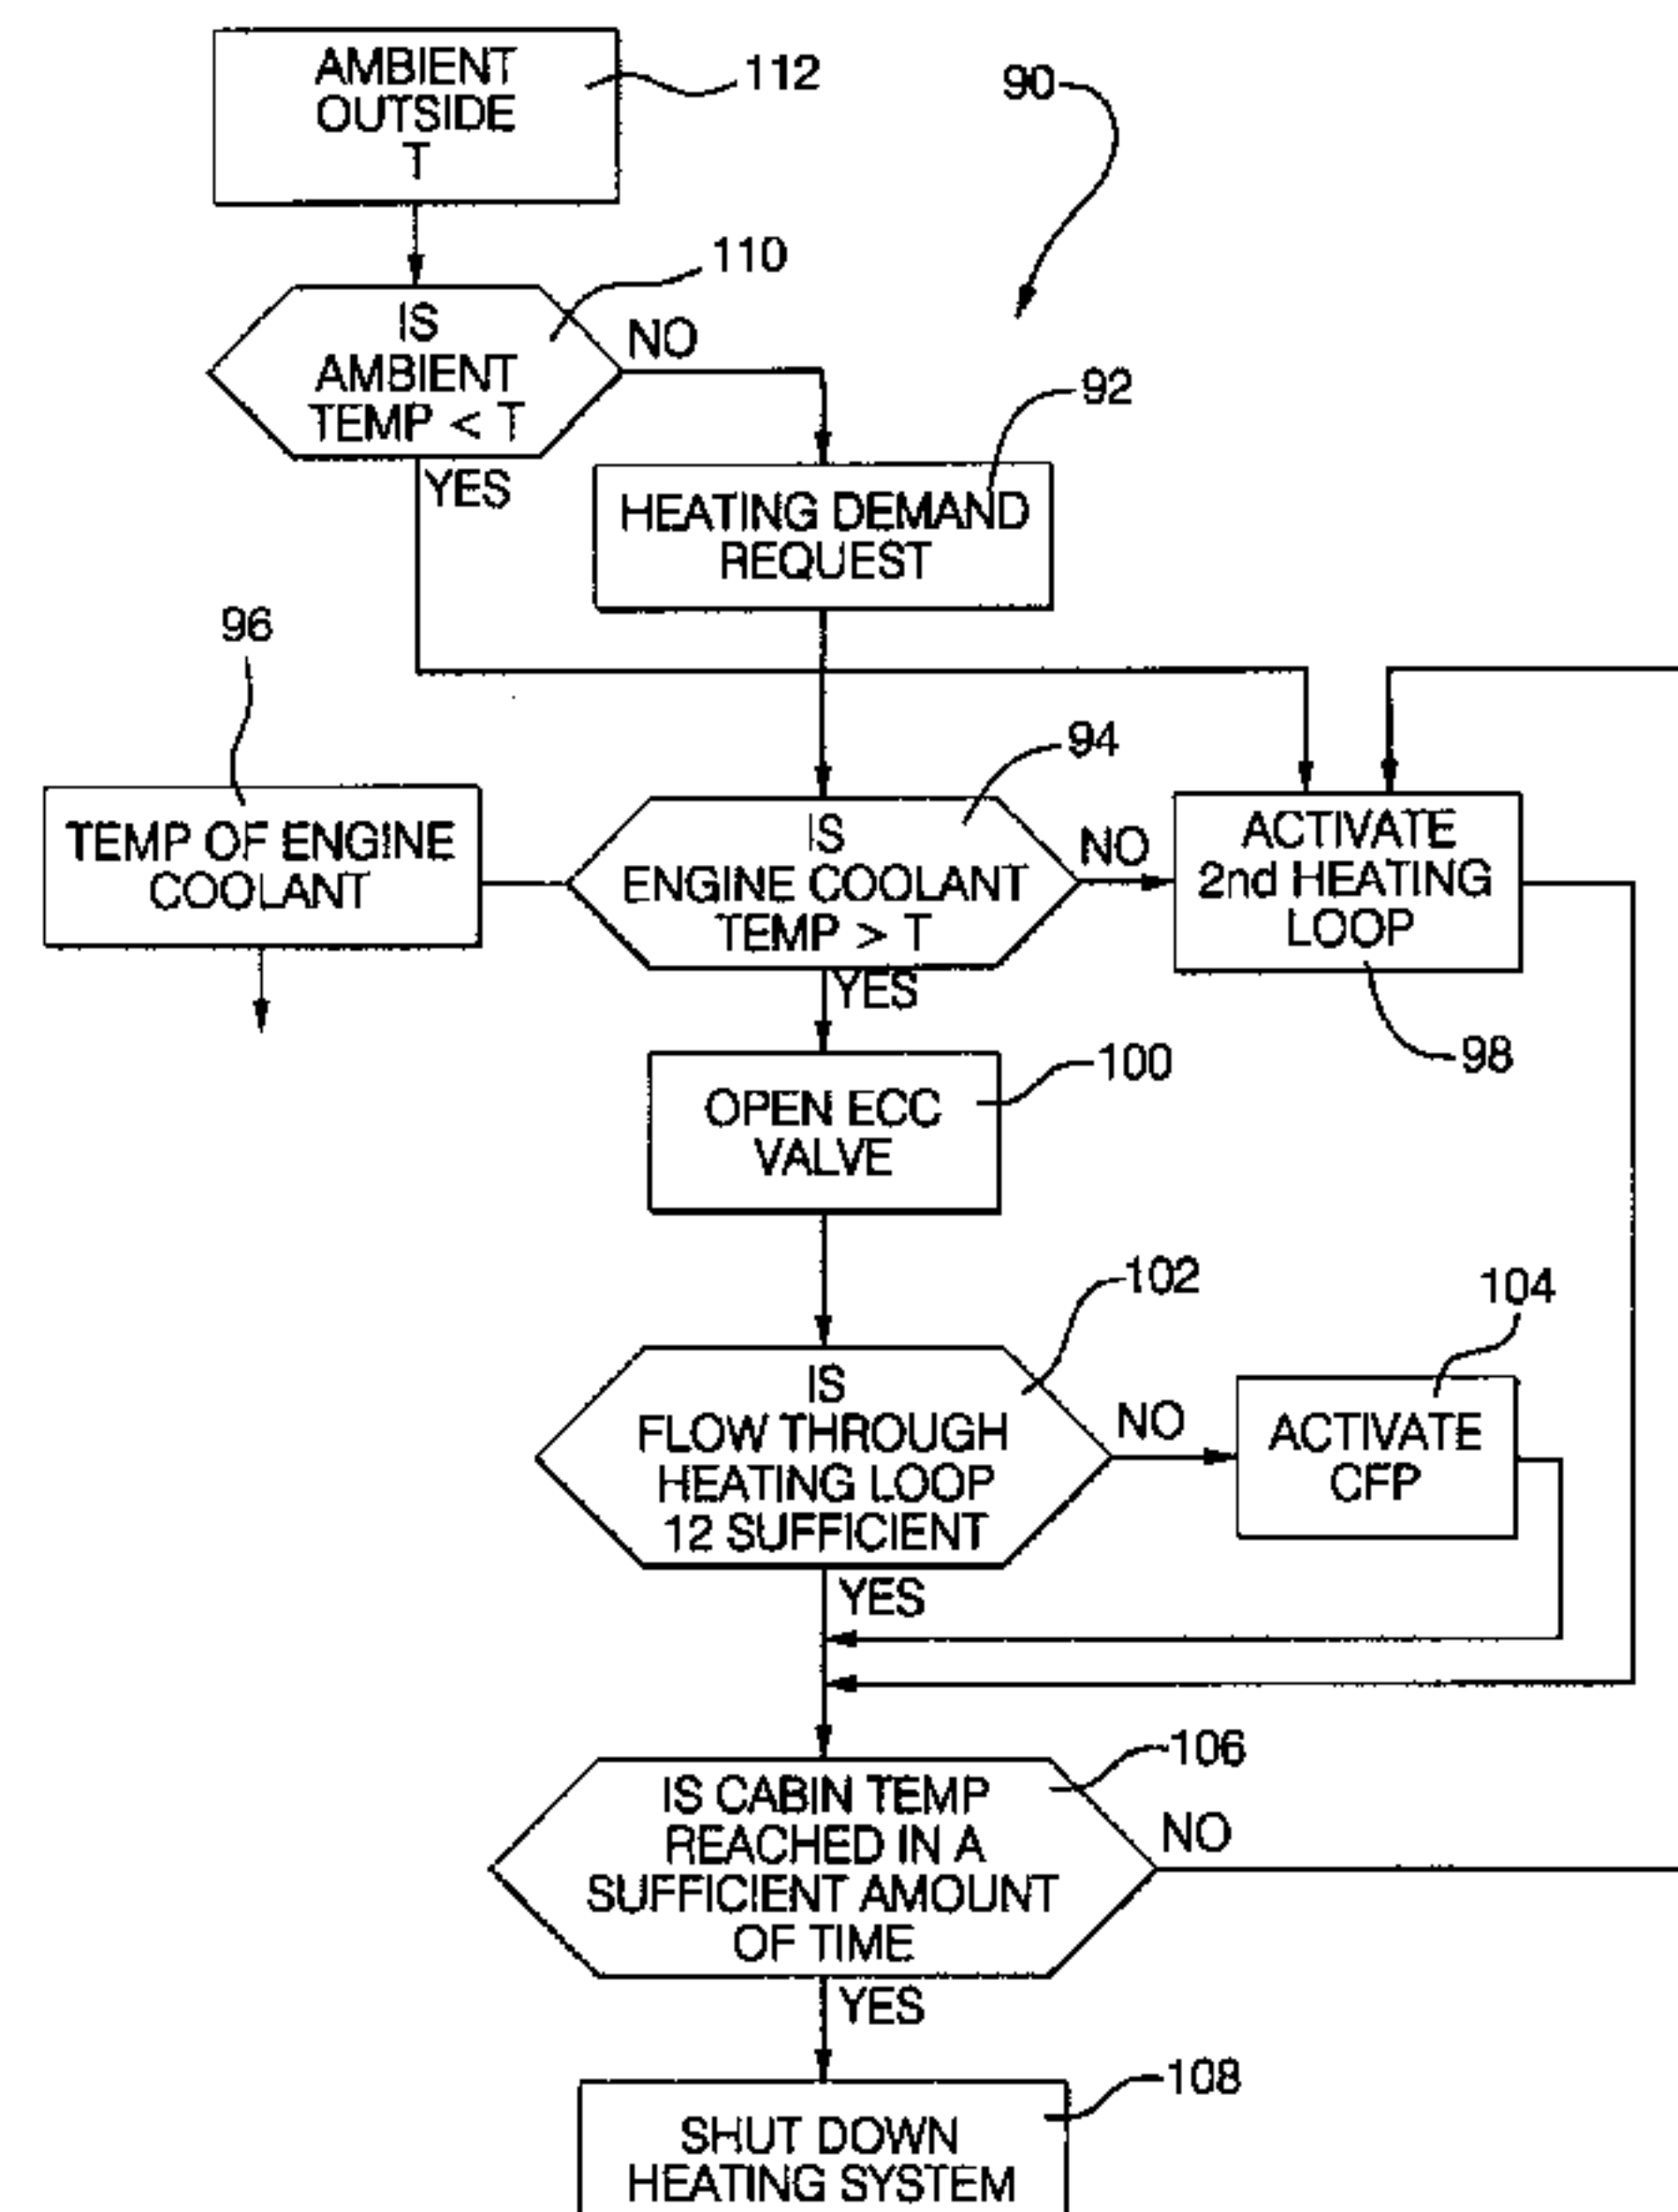 AMBIENT
OUTSIDE
T
112
90
110
IS
AMBIENT
TEMP < T
NO
YES
92
HEATING DEMAND
REQUEST
96
TEMP OF ENGINE
COOLANT
94
IS
ENGINE COOLANT
TEMP > T
NO
YES
ACTIVATE
2nd HEATING
LOOP
98
100
OPEN ECC
VALVE
102
IS
FLOW THROUGH
HEATING LOOP
12 SUFFICIENT
NO
YES
104
ACTIVATE
CFP
106
IS CABIN TEMP
REACHED IN A
SUFFICIENT AMOUNT
OF TIME
NO
YES
108
SHUT DOWN
HEATING SYSTEM